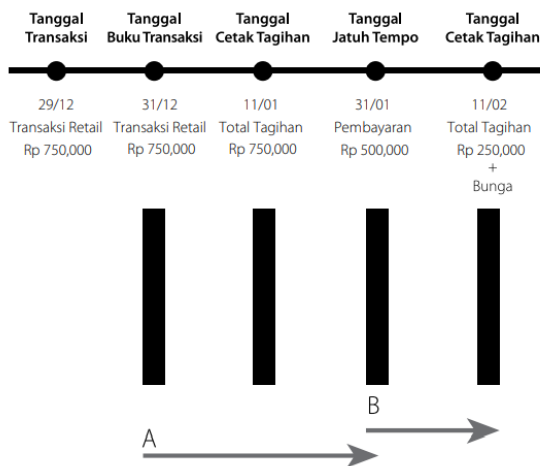 Tanggal Transaksi
Tanggal Buku Transaksi
Tanggal Cetak Tagihan
Tanggal Jatuh Tempo
Tanggal Cetak Tagihan
29/12
Transaksi Retail
Rp 750,000
31/12
Transaksi Retail
Rp 750,000
11/01
Total Tagihan
Rp 750,000
31/01
Pembayaran
Rp 500,000
11/02
Total Tagihan
Rp 250,000
+
Bunga
A
B